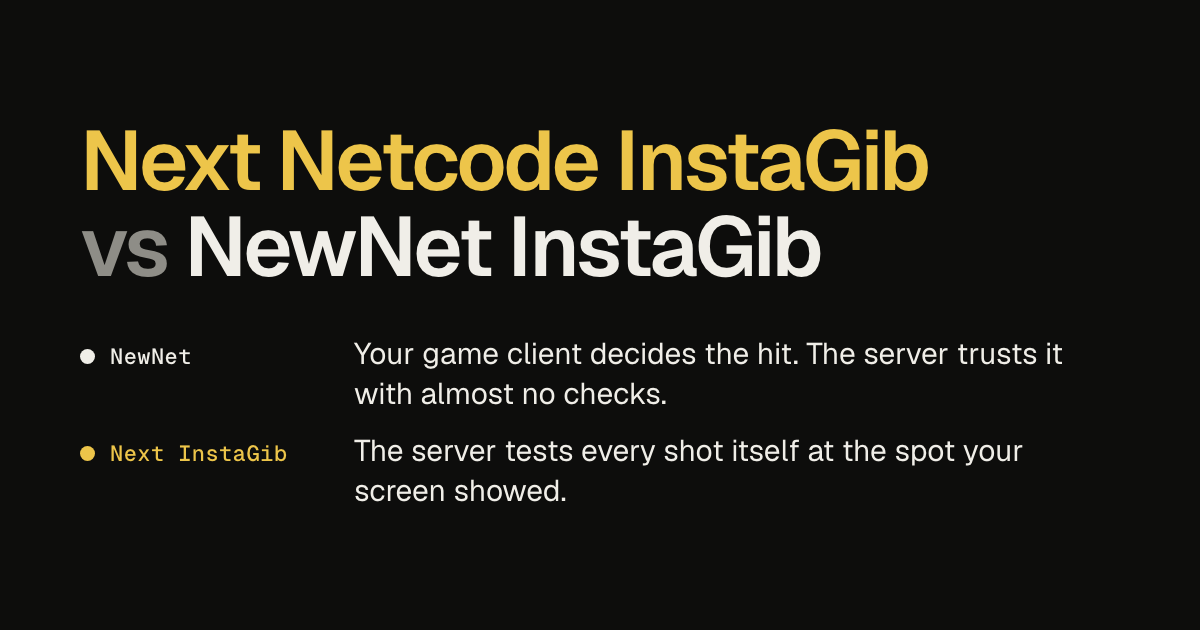 Next Netcode InstaGib
vs NewNet InstaGib
NewNet
Your game client decides the hit. The server trusts it
with almost no checks.
Next InstaGib
The server tests every shot itself at the spot your
screen showed.